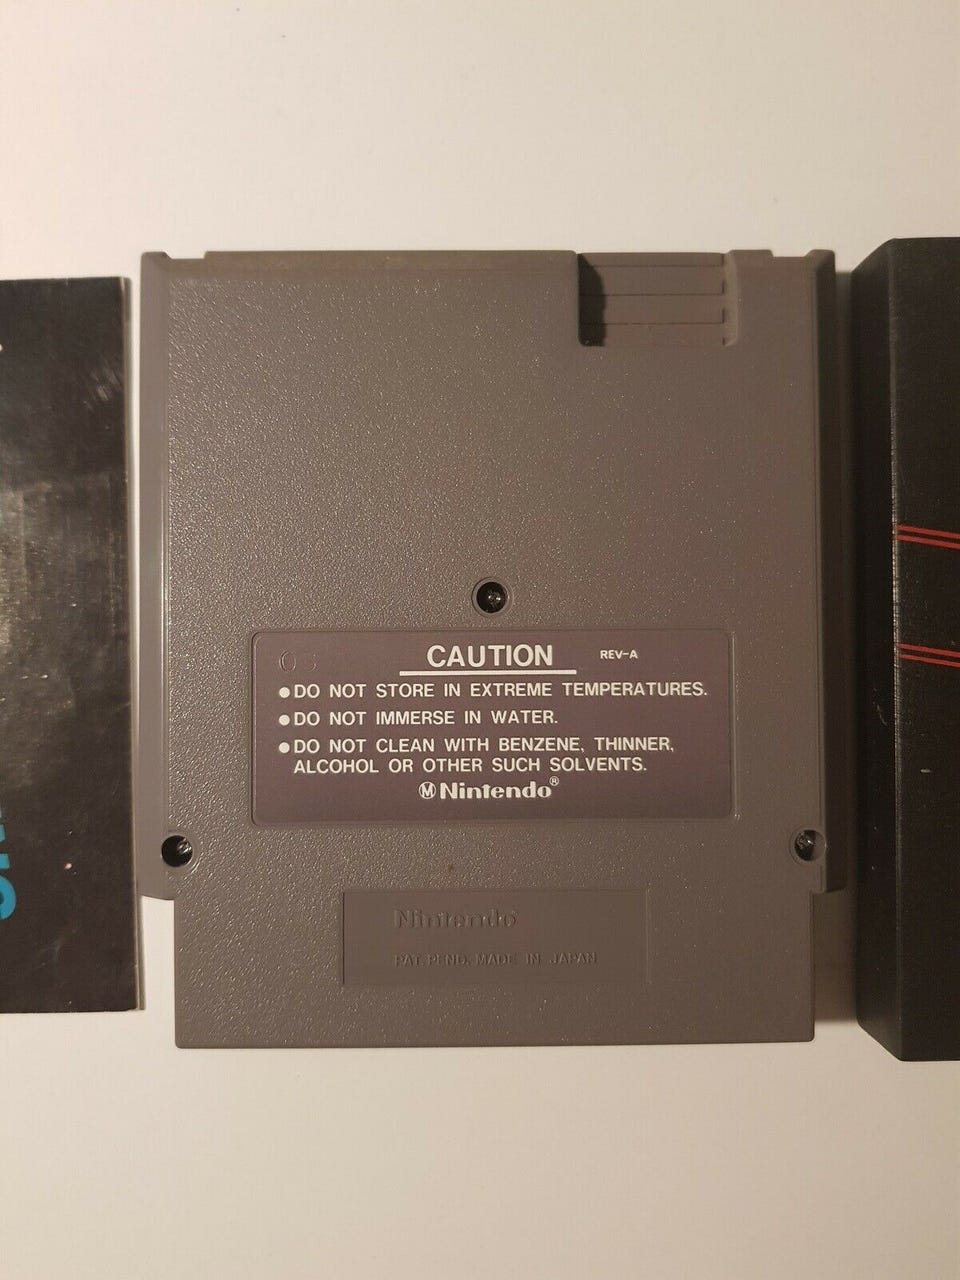 CAUTION REV-A
●DO NOT STORE IN EXTREME TEMPERATURES.
●DO NOT IMMERSE IN WATER.
●DO NOT CLEAN WITH BENZENE, THINNER,
ALCOHOL OR OTHER SUCH SOLVENTS.
Ⓜ Nintendo®
Nintendo
PAT. PEND. MADE IN JAPAN